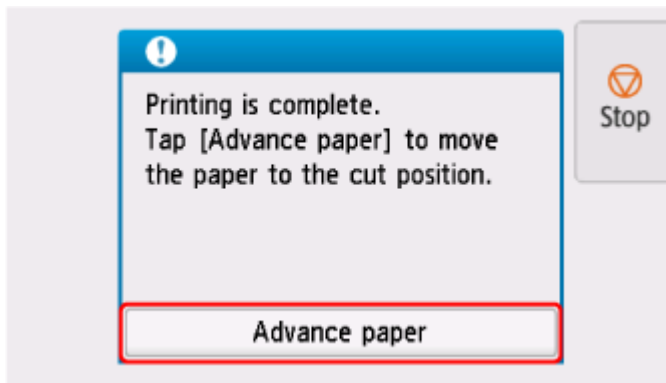 Printing is complete.
Tap [Advance paper] to move
the paper to the cut position.
Stop
Advance paper